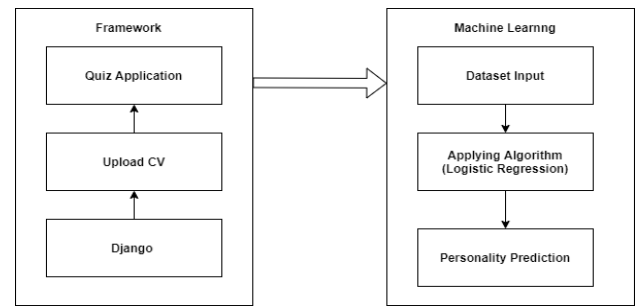 Framework
Quiz Application
Upload CV
Django
Machine Learnng
Dataset Input
Applying Algorithm
(Logistic Regression)
Personality Prediction